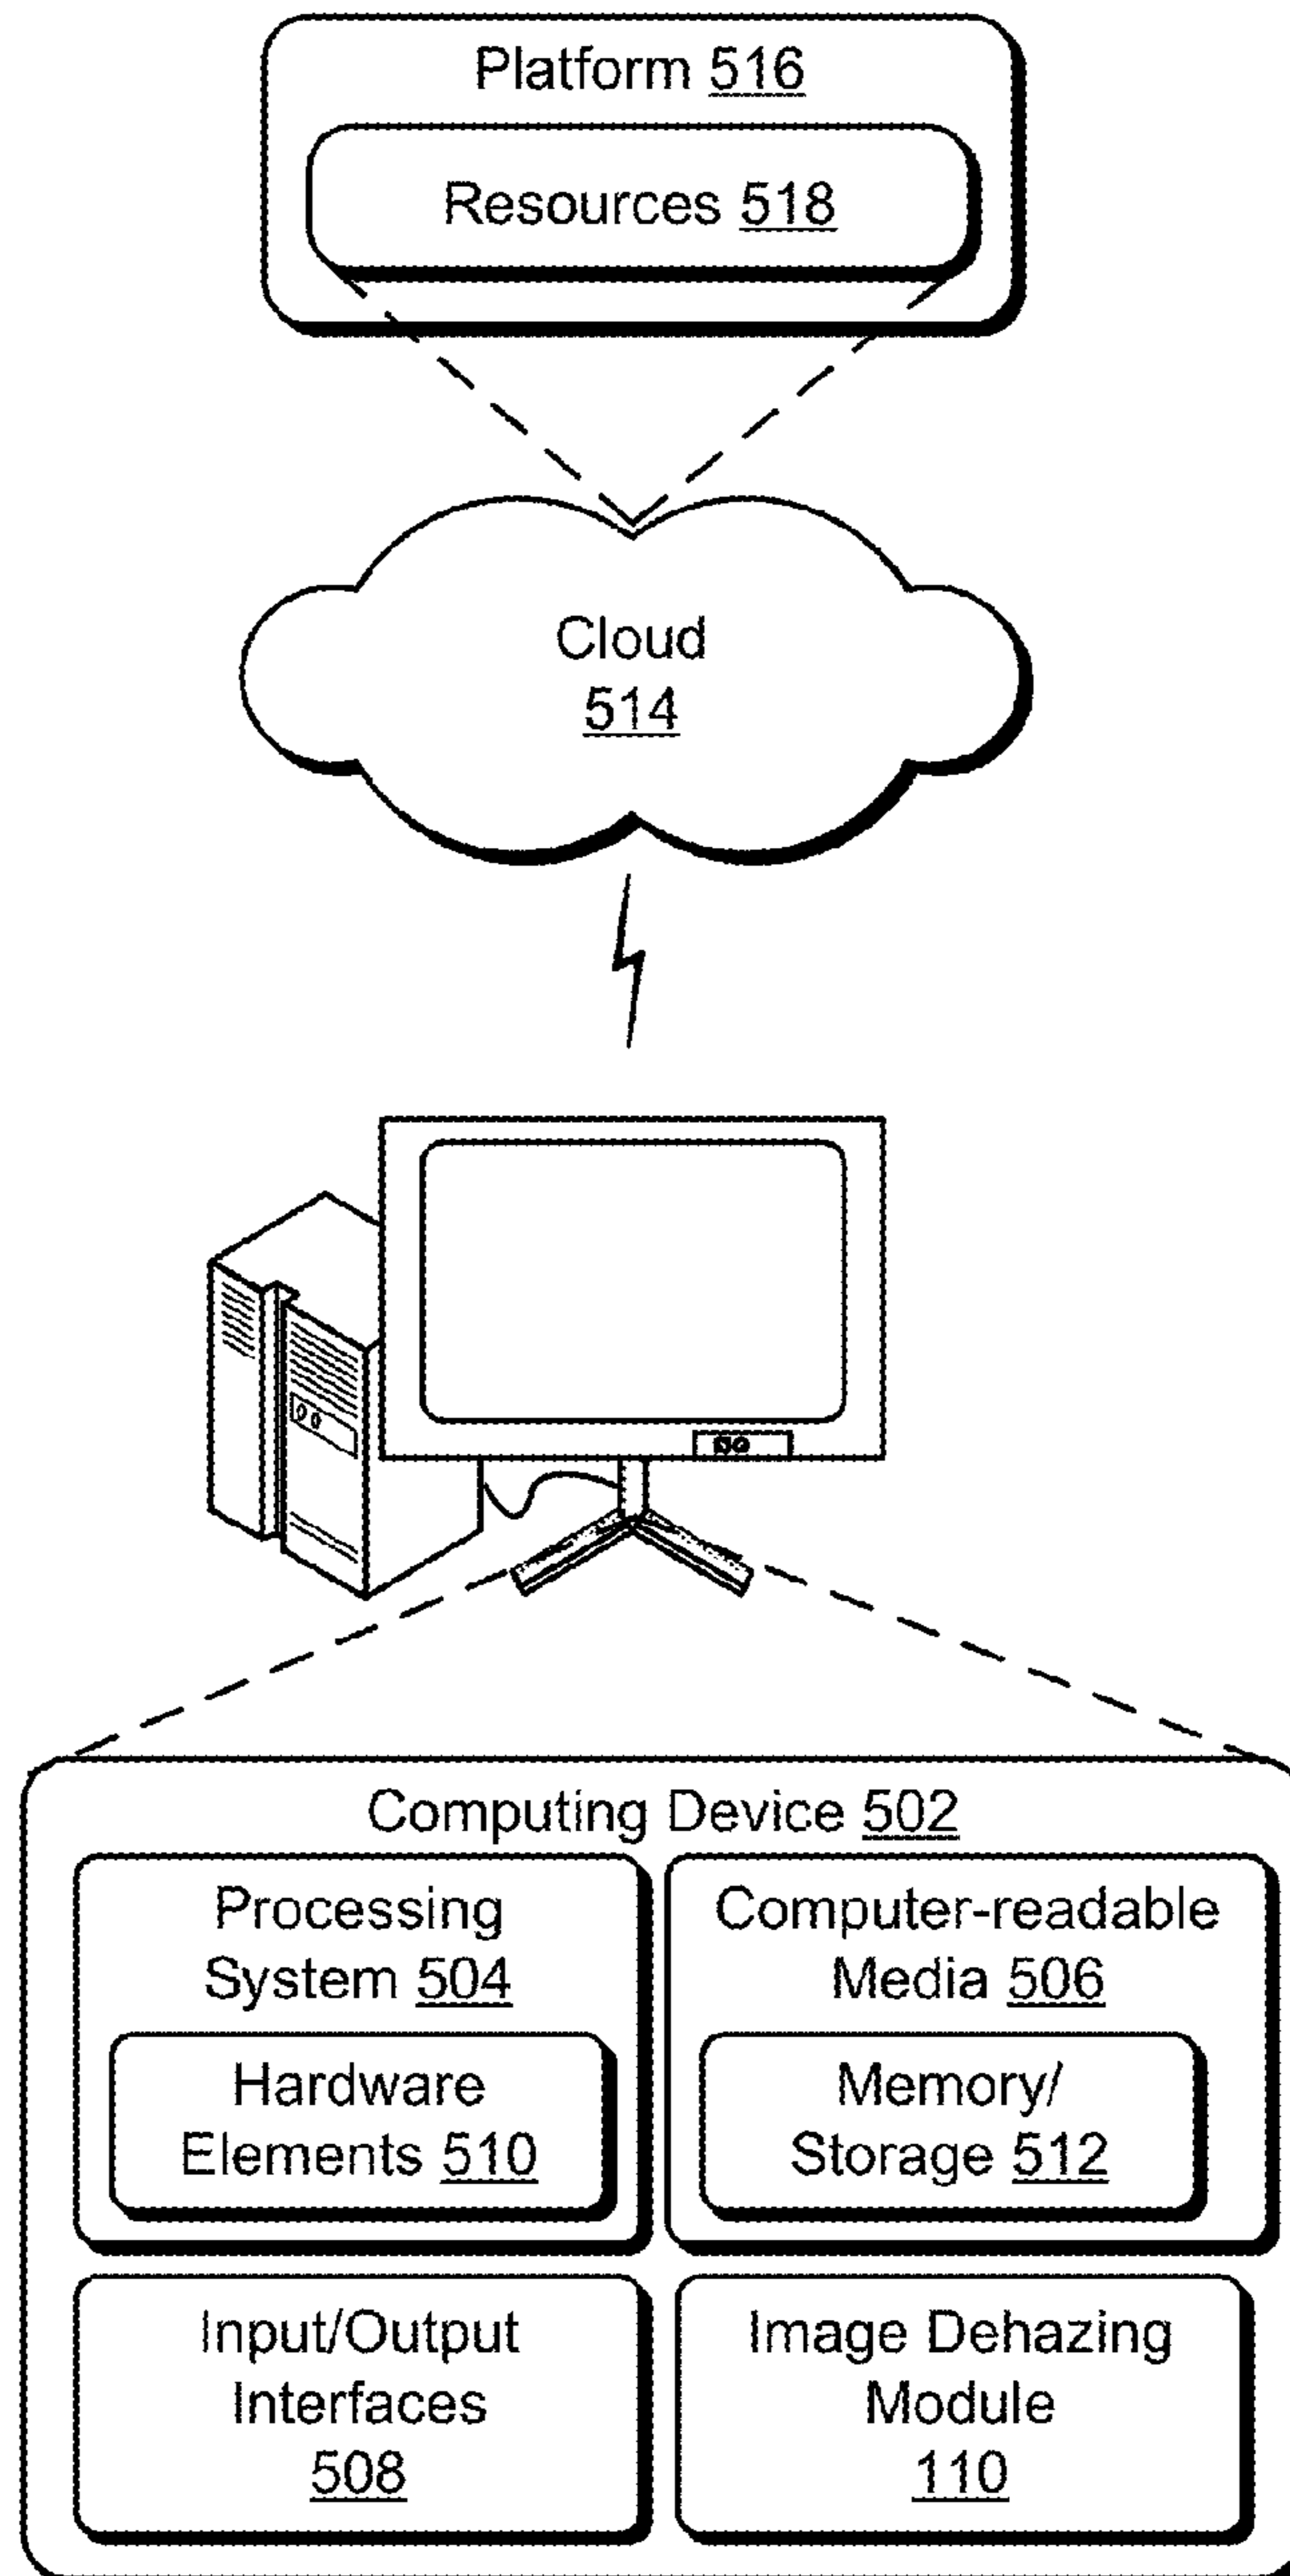 Platform 516
Resources 518
Cloud
514
Computing Device 502
Processing
System 504
Hardware
Elements 510
Computer-readable
Media 506
Memory/
Storage 512
Input/Output
Interfaces
508
Image Dehazing
Module
110